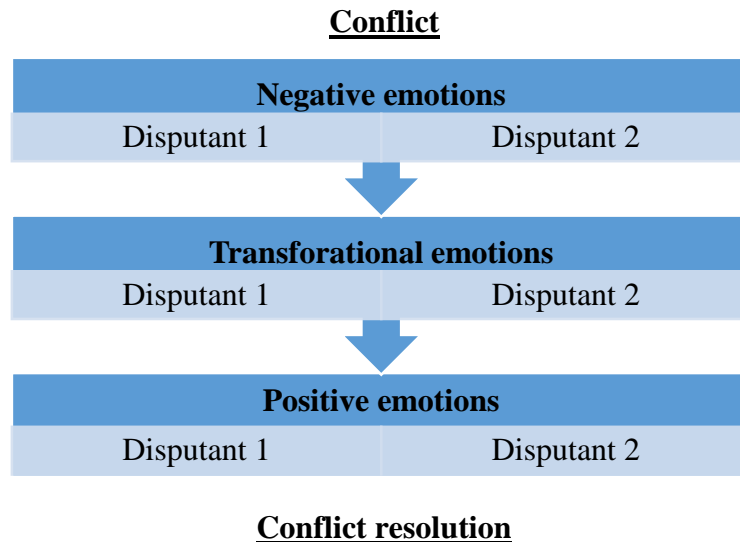 Conflict
Negative emotions
Disputant 1 Disputant 2
Transforational emotions
Disputant 1 Disputant 2
Positive emotions
Disputant 1 Disputant 2
Conflict resolution